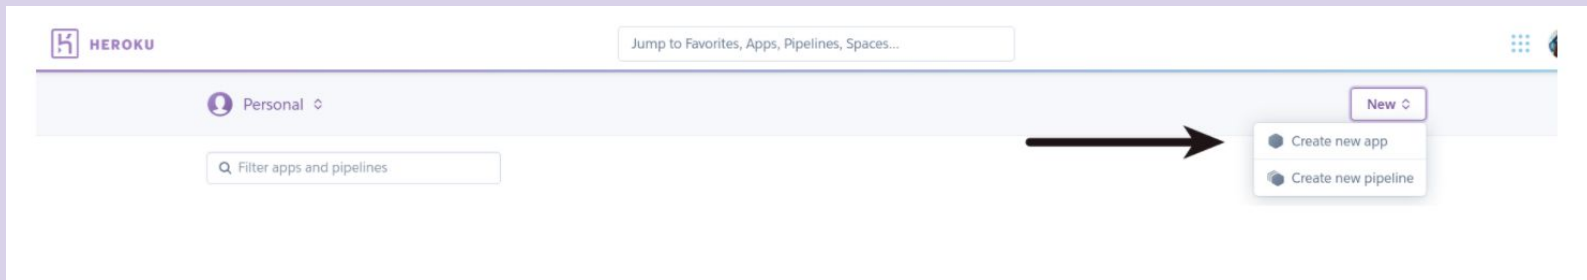 HEROKU
Jump to Favorites, Apps, Pipelines, Spaces...
Personal
New
Create new app
Filter apps and pipelines
Create new pipeline